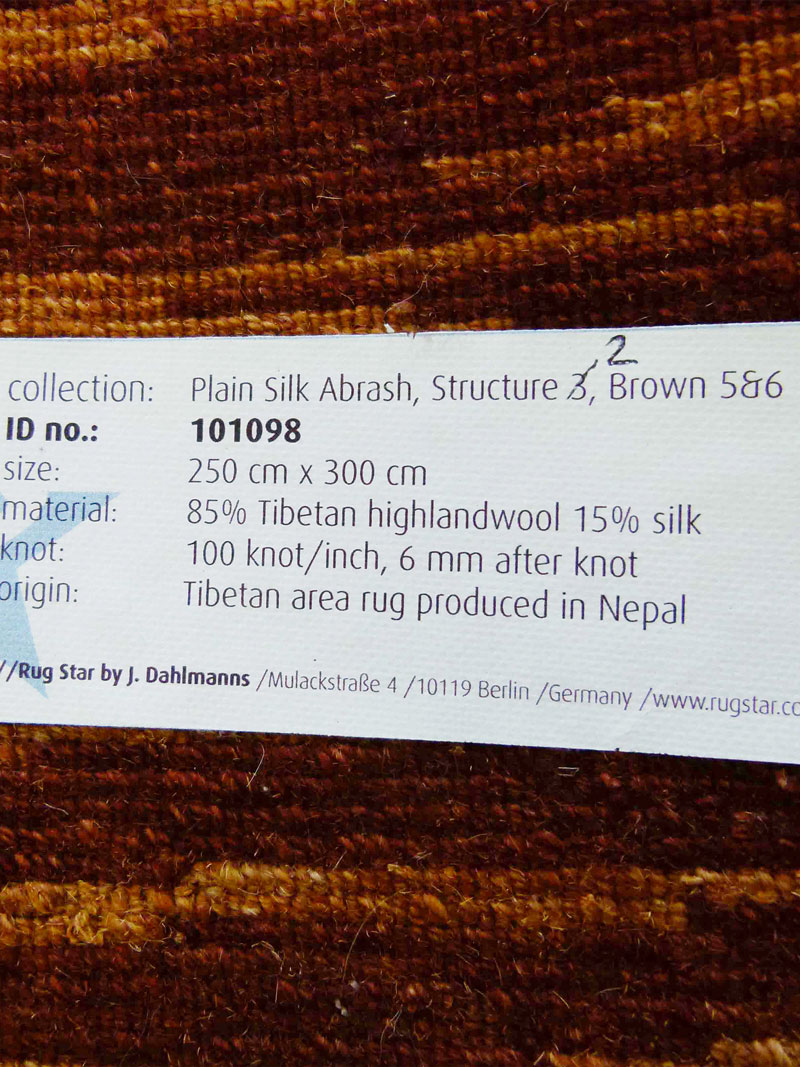 collection: Plain Silk Abrash, Structure 3, 2 Brown 5&6
ID no.: 101098
size: 250 cm x 300 cm
material: 85% Tibetan highlandwool 15% silk
knot: 100 knot/inch, 6 mm after knot
origin: Tibetan area rug produced in Nepal
//Rug Star by J. Dahlmanns /Mulackstraße 4 /10119 Berlin /Germany /www.rugstar.co